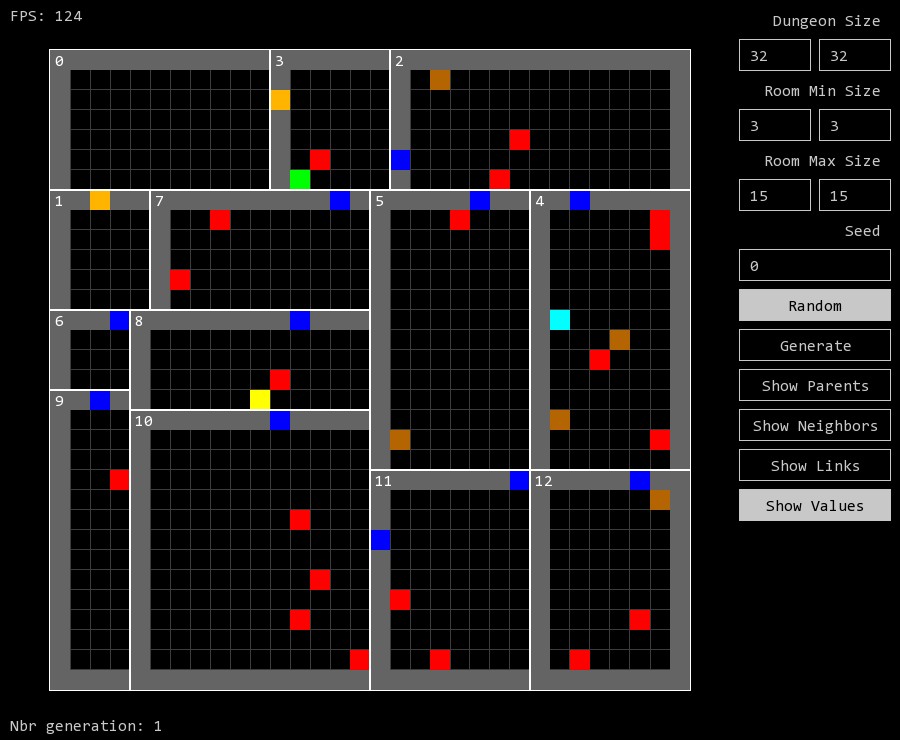 FPS: 124
Dungeon Size
32 32
Room Min Size
3 3
Room Max Size
15 15
Seed
0
Random
Generate
Show Parents
Show Neighbors
Show Links
Show Values
0 3 2
1 7 5 4
6 8
9
10
11 12
Nbr generation: 1